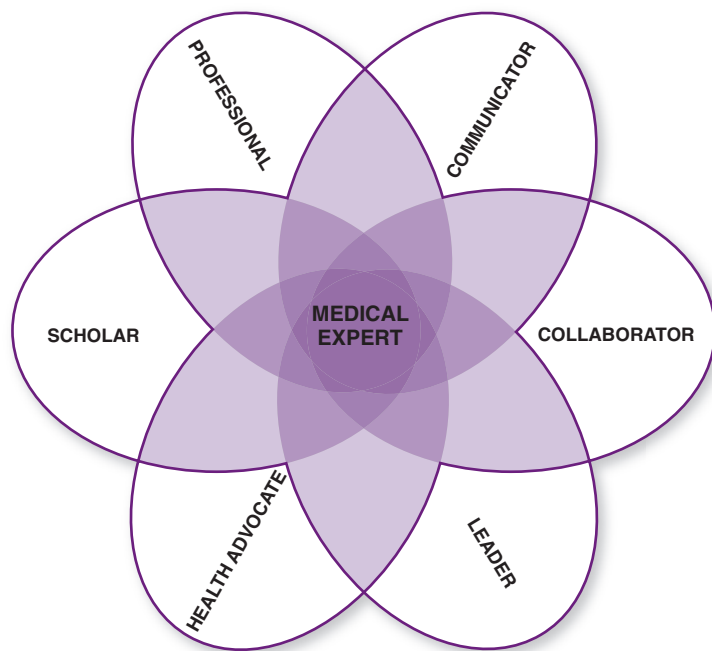 PROFESSIONAL
COMMUNICATOR
SCHOLAR
MEDICAL
EXPERT
COLLABORATOR
HEALTH ADVOCATE
LEADER